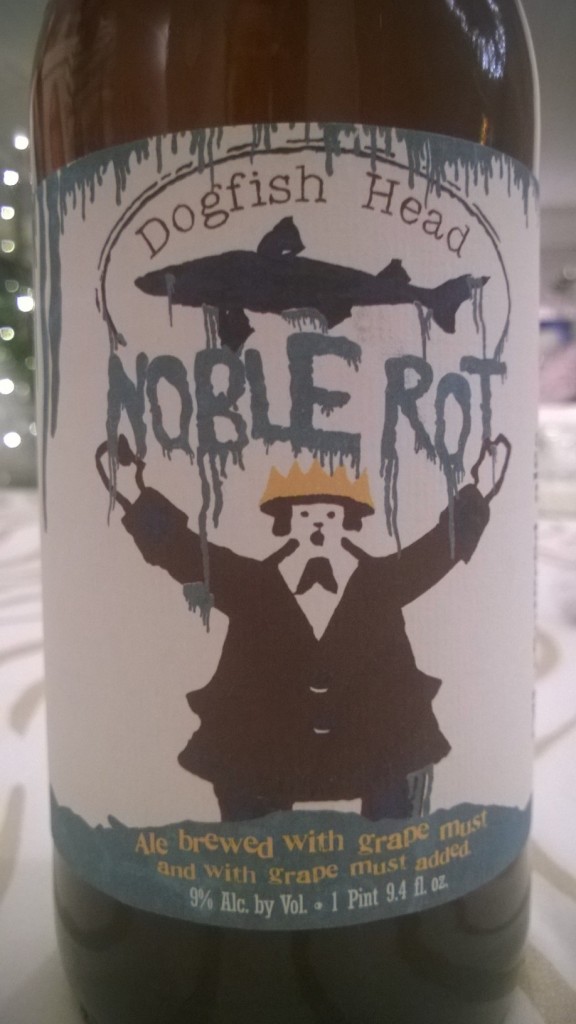 Dogfish Head
NOBLE ROT
Ale brewed with grape must
and with grape must added.
9% Alc. by Vol. • 1 Pint 9.4 fl. oz.